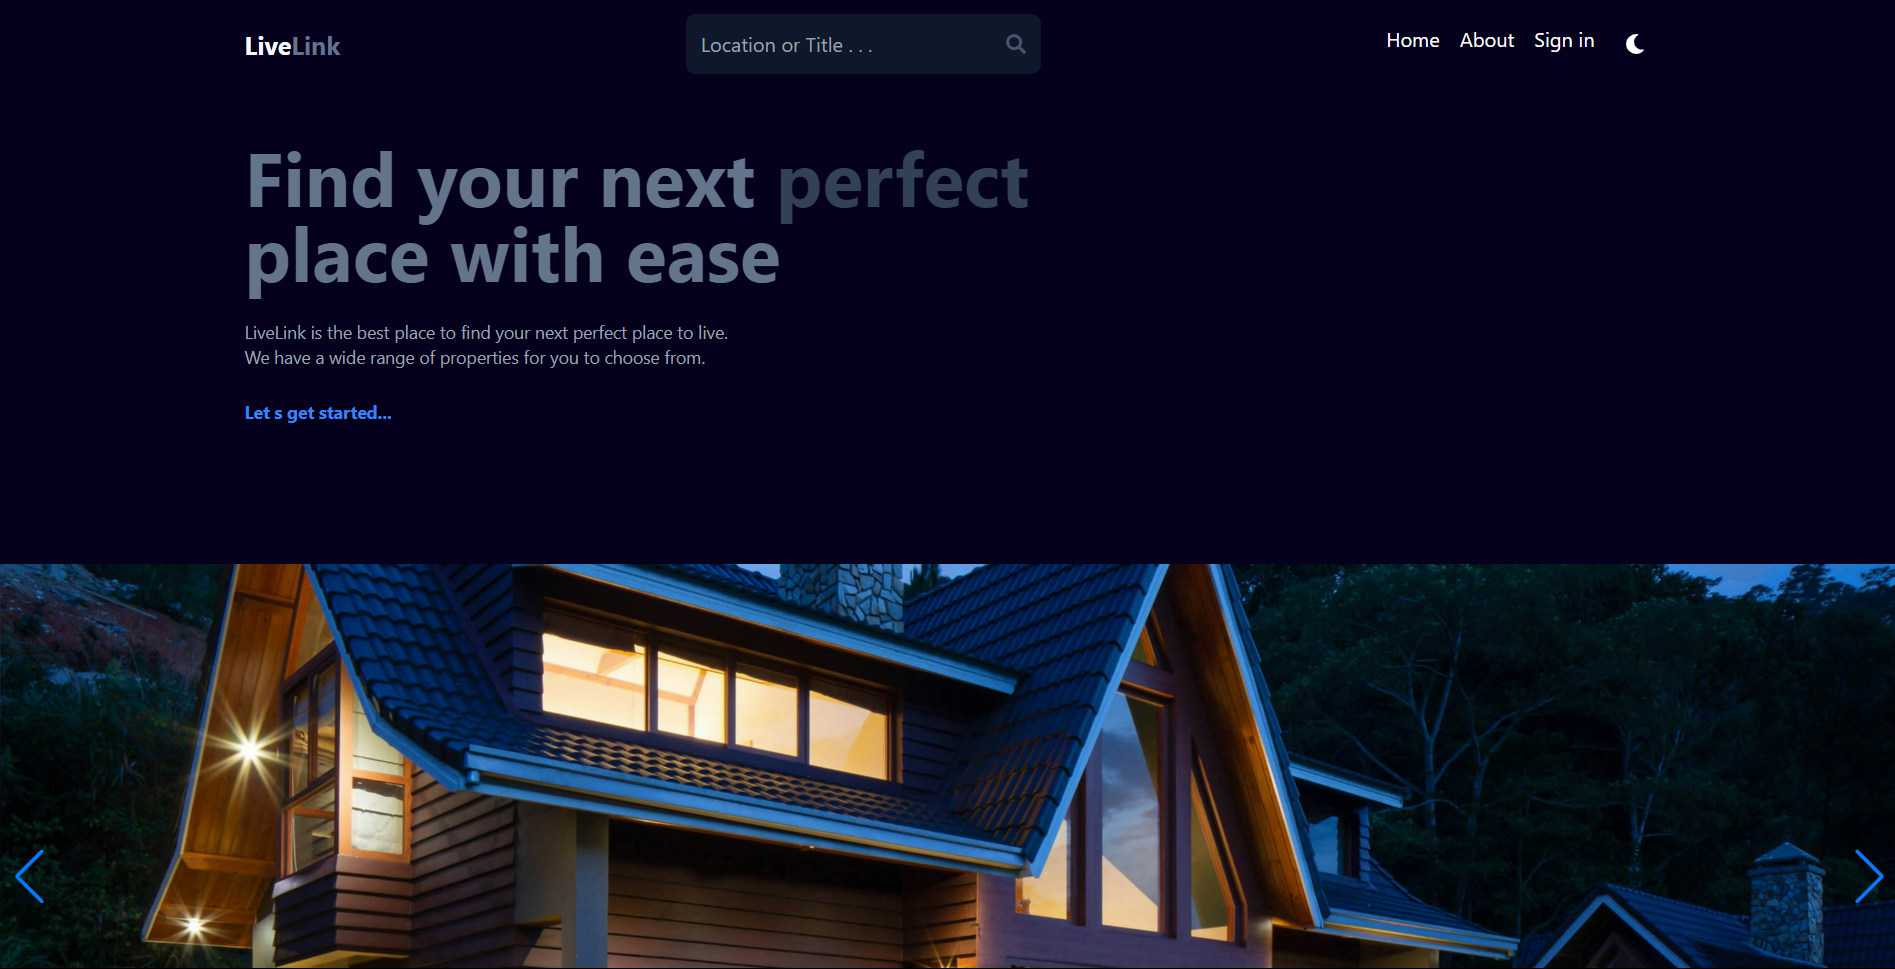 LiveLink
Location or Title . . .
Home About Sign in
Find your next perfect
place with ease
LiveLink is the best place to find your next perfect place to live.
We have a wide range of properties for you to choose from.
Let s get started...